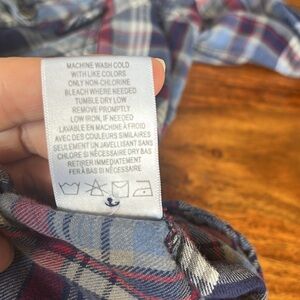 MACHINE WASH COLD
WITH LIKE COLORS
ONLY NON-CHLORINE
BLEACH WHERE NEEDED
TUMBLE DRY LOW
REMOVE PROMPTLY
LOW IRON, IF NEEDED
LAVABLE EN MACHINE À FROID
AVEC DES COULEURS SIMILAIRES
SEULEMENT UN JAVELLISANT SANS
CHLORE SI NÉCESSAIRE DRY BAS
RETIRER IMMEDIATEMENT
FER À BAS SI NÉCESSAIRE